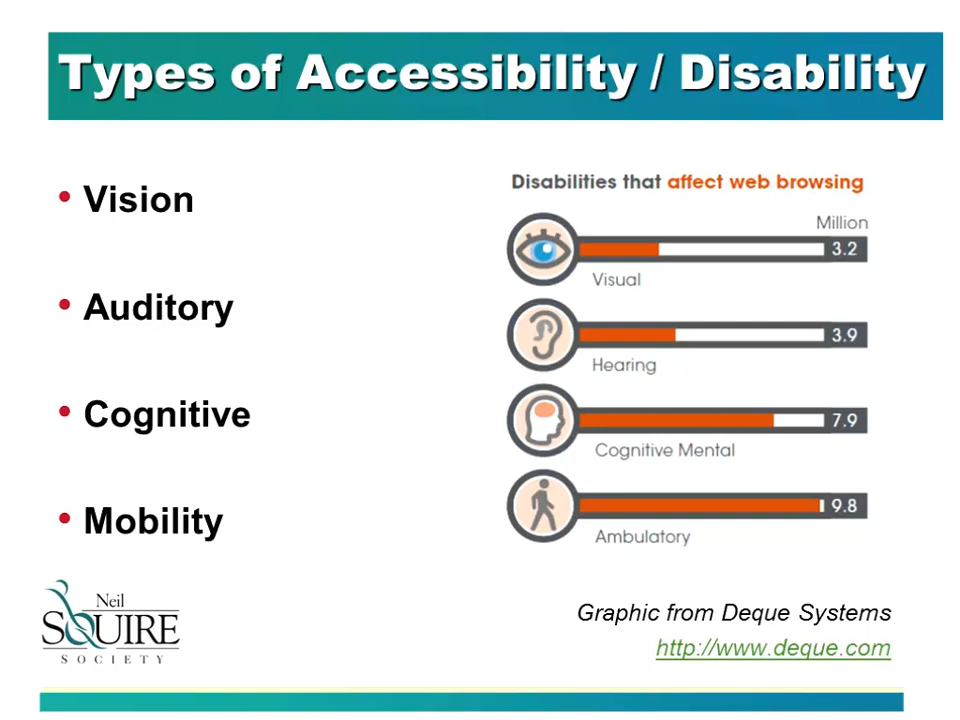 Types of Accessibility / Disability
• Vision
• Auditory
• Cognitive
• Mobility
Disabilities that affect web browsing
Million
3.2
Visual
3.9
Hearing
7.9
Cognitive Mental
9.8
Ambulatory
Neil
SQUIRE
SOCIETY
Graphic from Deque Systems
http://www.deque.com